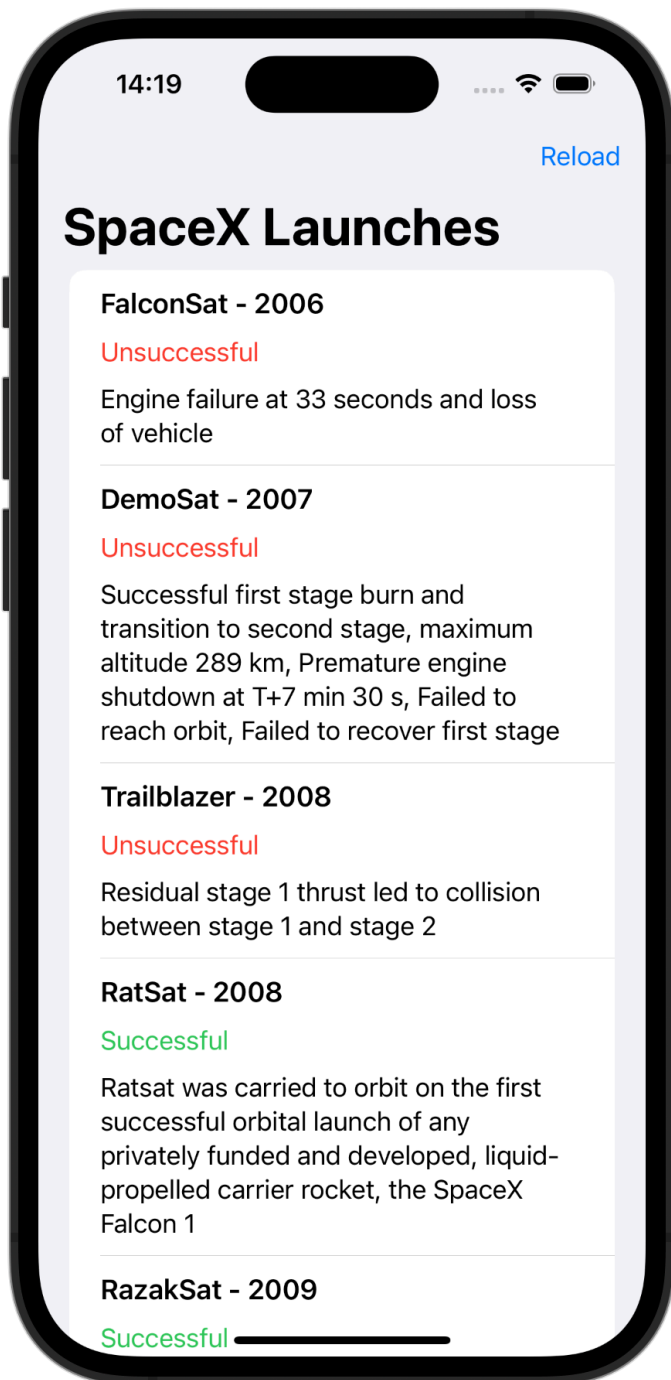 14:19
Reload
SpaceX Launches
FalconSat - 2006
Unsuccessful
Engine failure at 33 seconds and loss
of vehicle
DemoSat - 2007
Unsuccessful
Successful first stage burn and
transition to second stage, maximum
altitude 289 km, Premature engine
shutdown at T+7 min 30 s, Failed to
reach orbit, Failed to recover first stage
Trailblazer - 2008
Unsuccessful
Residual stage 1 thrust led to collision
between stage 1 and stage 2
RatSat - 2008
Successful
Ratsat was carried to orbit on the first
successful orbital launch of any
privately funded and developed, liquid-
propelled carrier rocket, the SpaceX
Falcon 1
RazakSat - 2009
Successful